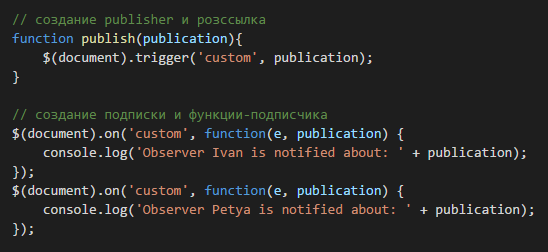 // создание publisher и розссылка
function publish(publication){
    $(document).trigger('custom', publication);
}
// создание подписки и функции-подписчика
$(document).on('custom', function(e, publication) {
    console.log('Observer Ivan is notified about: ' + publication);
});
$(document).on('custom', function(e, publication) {
    console.log('Observer Petya is notified about: ' + publication);
});